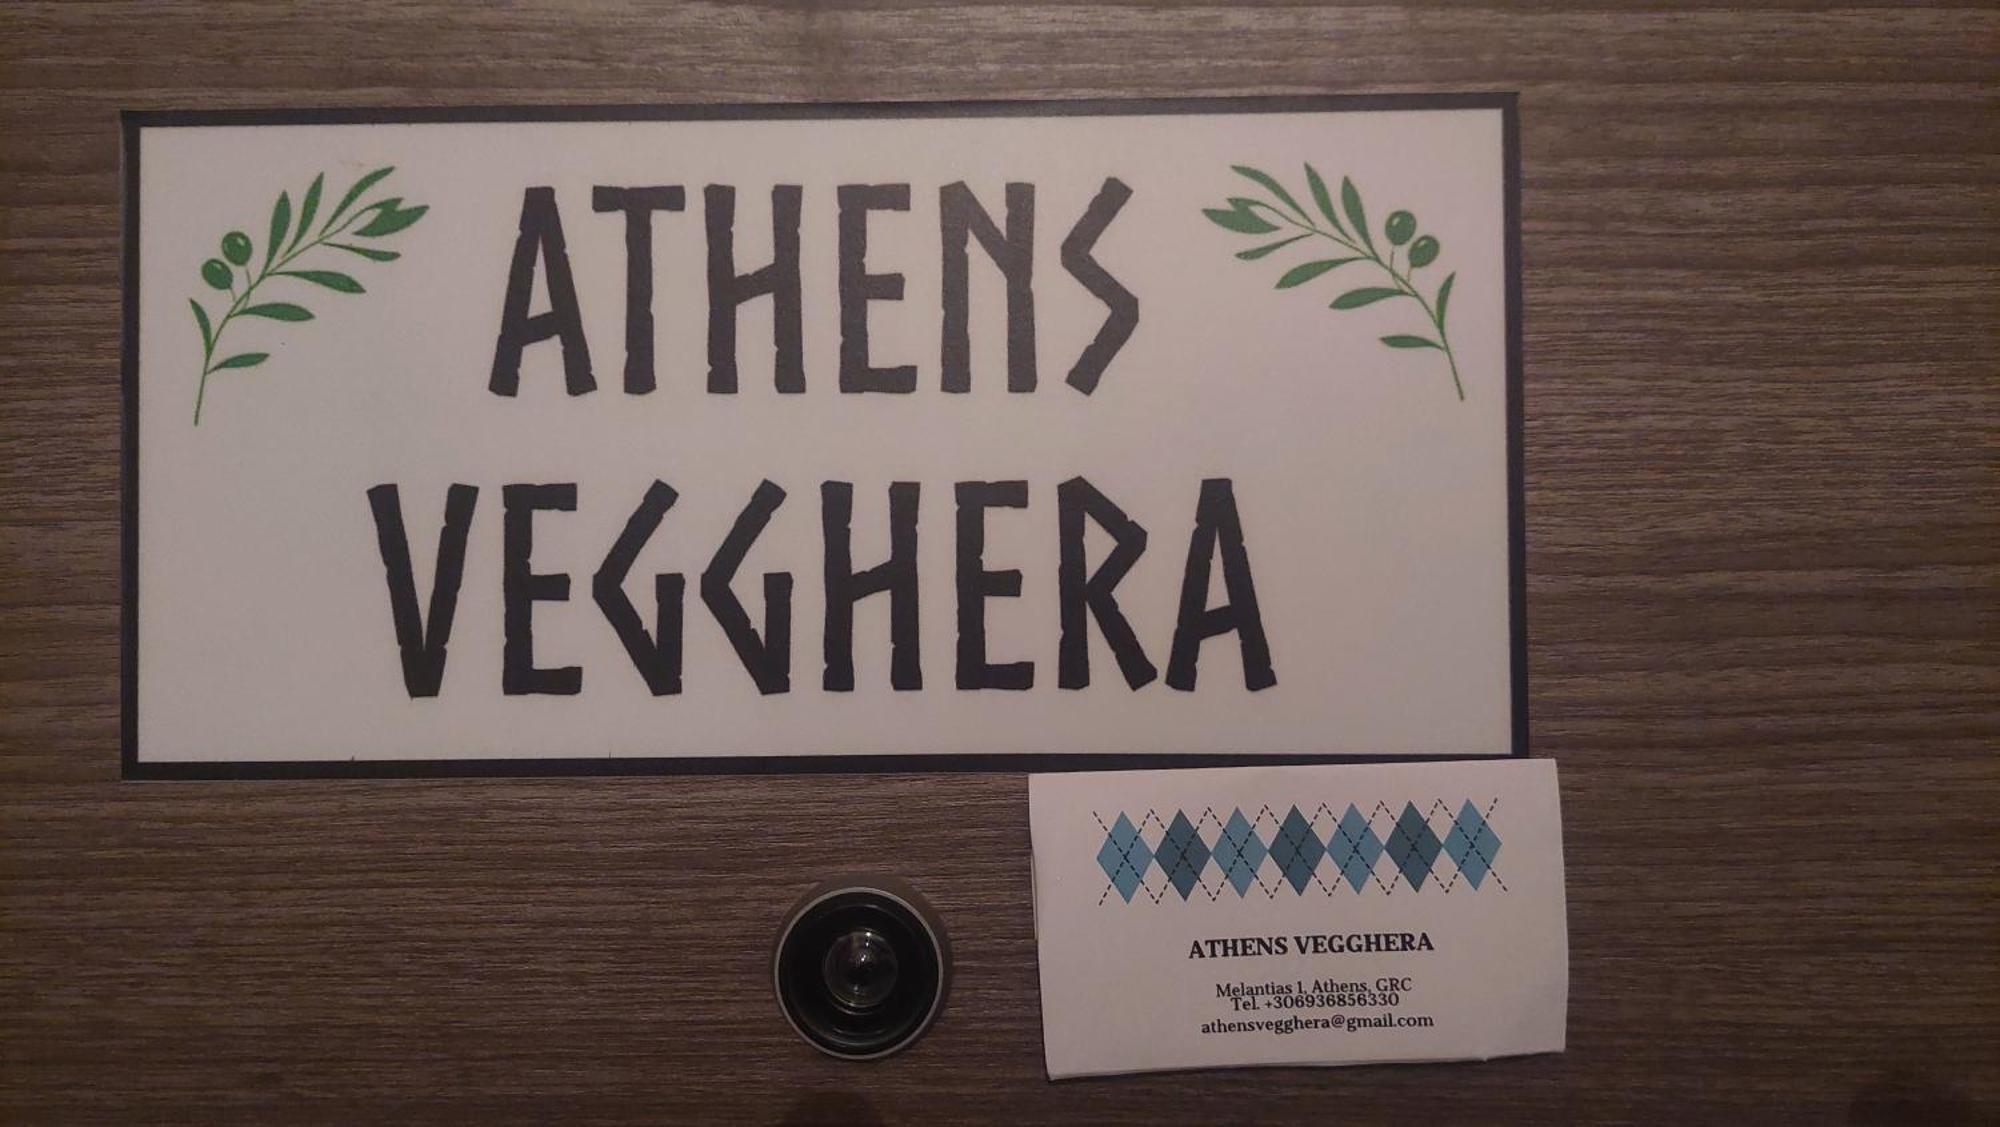 ATHENS
VEGGHERA
ATHENS VEGGHERA
Melantias 1, Athens, GRC
Tel. +306936856330
athensvegghera@gmail.com